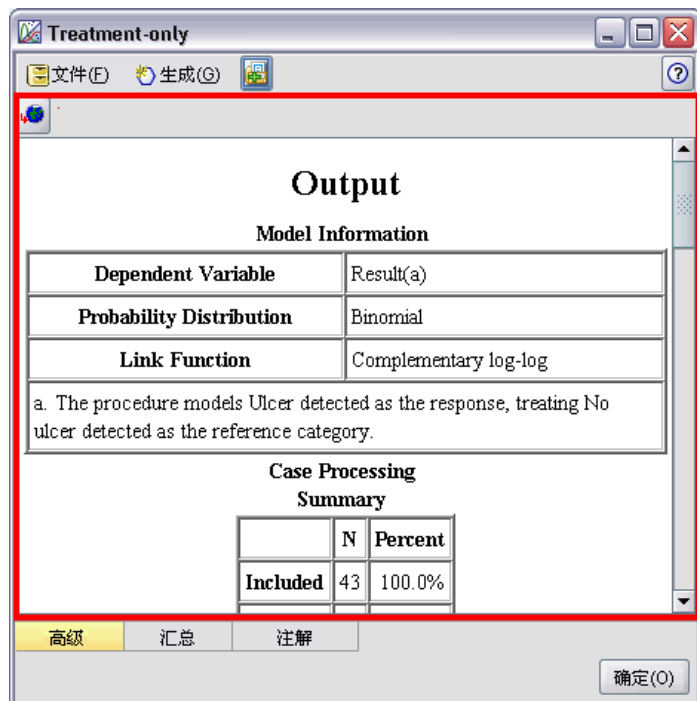 Treatment-only
文件(F) 生成(G)
Output
Model Information
Dependent Variable Result(a)
Probability Distribution Binomial
Link Function Complementary log-log
a. The procedure models Ulcer detected as the response, treating No
ulcer detected as the reference category.
Case Processing
Summary
N Percent
Included 43 100.0%
高级 汇总 注解
确定(O)